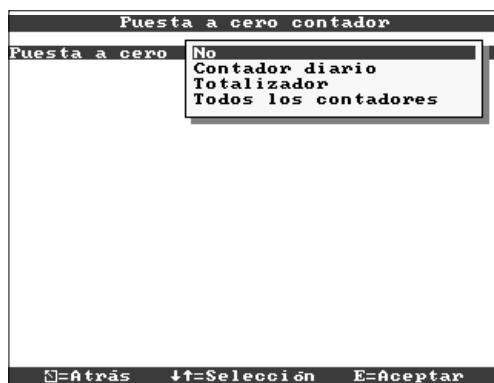 Puesta a cero contador
Puesta a cero No
Contador diario
Totalizador
Todos los contadores
=Atrás ↓↑=Selección E=Aceptar